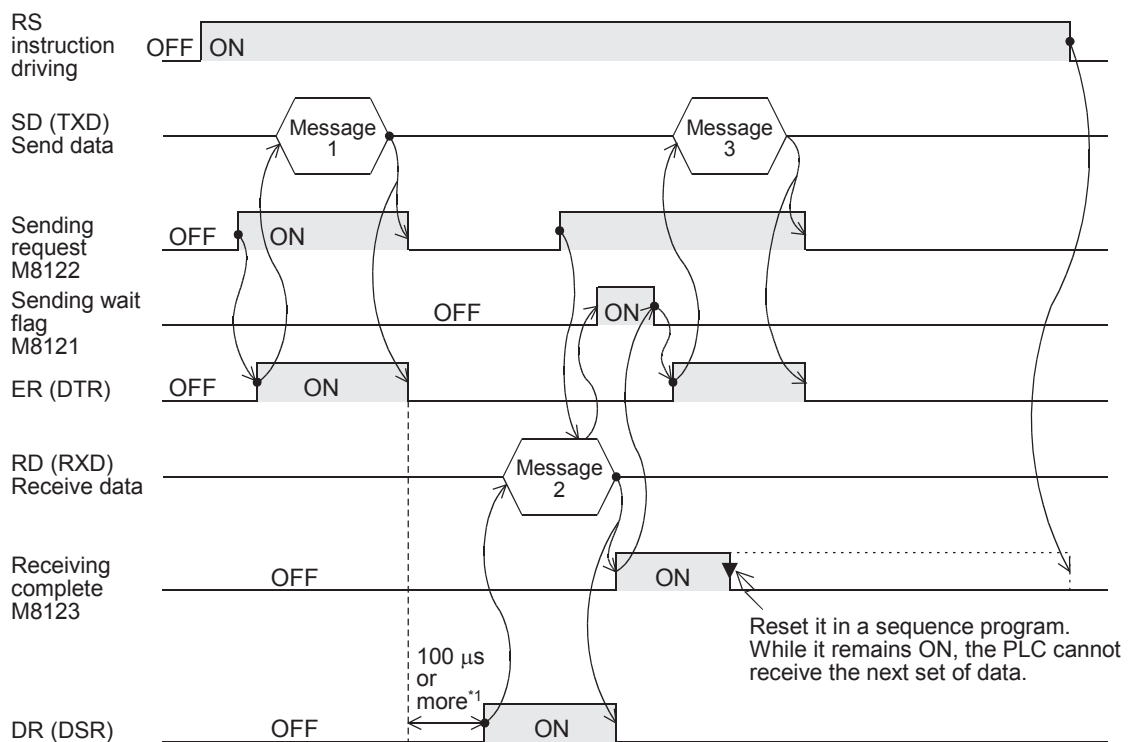 RS
instruction
driving
OFF
ON
SD (TXD)
Send data
Message
1
Message
3
Sending
request
M8122
OFF
ON
Sending wait
flag
M8121
OFF
ON
ER (DTR)
OFF
ON
RD (RXD)
Receive data
Message
2
Receiving
complete
M8123
OFF
ON
Reset it in a sequence program.
While it remains ON, the PLC cannot
receive the next set of data.
100 μs
or
more*1
DR (DSR)
OFF
ON